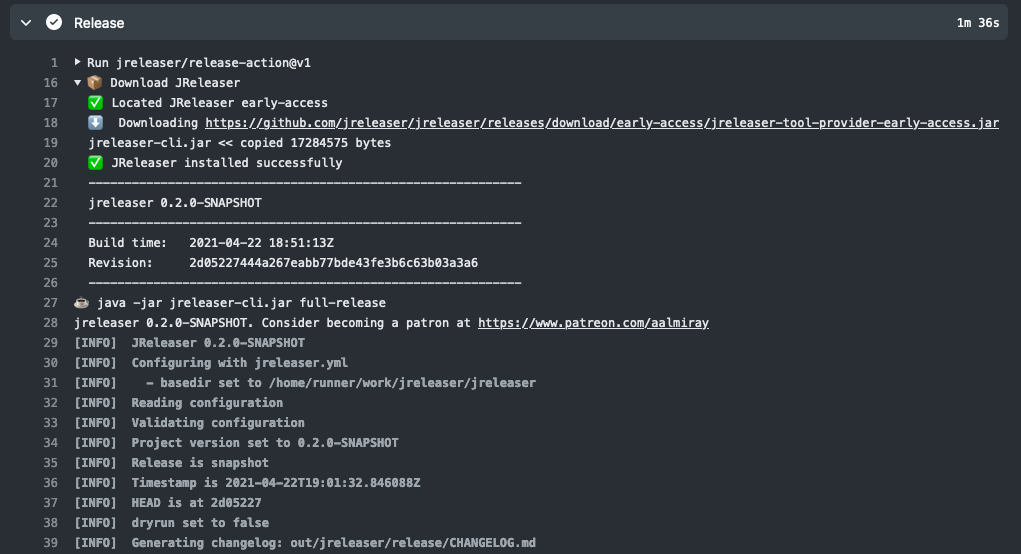 Release 1m 36s
1 Run jreleaser/release-action@v1
16 Download JReleaser
17 Located JReleaser early-access
18 Downloading https://github.com/jreleaser/jreleaser/releases/download/early-access/jreleaser-tool-provider-early-access.jar
19 jreleaser-cli.jar << copied 17284575 bytes
20 JReleaser installed successfully
21 ------------------------------------------------------------
22 jreleaser 0.2.0-SNAPSHOT
23 ------------------------------------------------------------
24 Build time:   2021-04-22 18:51:13Z
25 Revision:     2d05227444a267eabb77bde43fe3b6c63b03a3a6
26 ------------------------------------------------------------
27 java -jar jreleaser-cli.jar full-release
28 jreleaser 0.2.0-SNAPSHOT. Consider becoming a patron at https://www.patreon.com/aalmiray
29 [INFO]  JReleaser 0.2.0-SNAPSHOT
30 [INFO]  Configuring with jreleaser.yml
31 [INFO]    - basedir set to /home/runner/work/jreleaser/jreleaser
32 [INFO]  Reading configuration
33 [INFO]  Validating configuration
34 [INFO]  Project version set to 0.2.0-SNAPSHOT
35 [INFO]  Release is snapshot
36 [INFO]  Timestamp is 2021-04-22T19:01:32.846088Z
37 [INFO]  HEAD is at 2d05227
38 [INFO]  dryrun set to false
39 [INFO]  Generating changelog: out/jreleaser/release/CHANGELOG.md